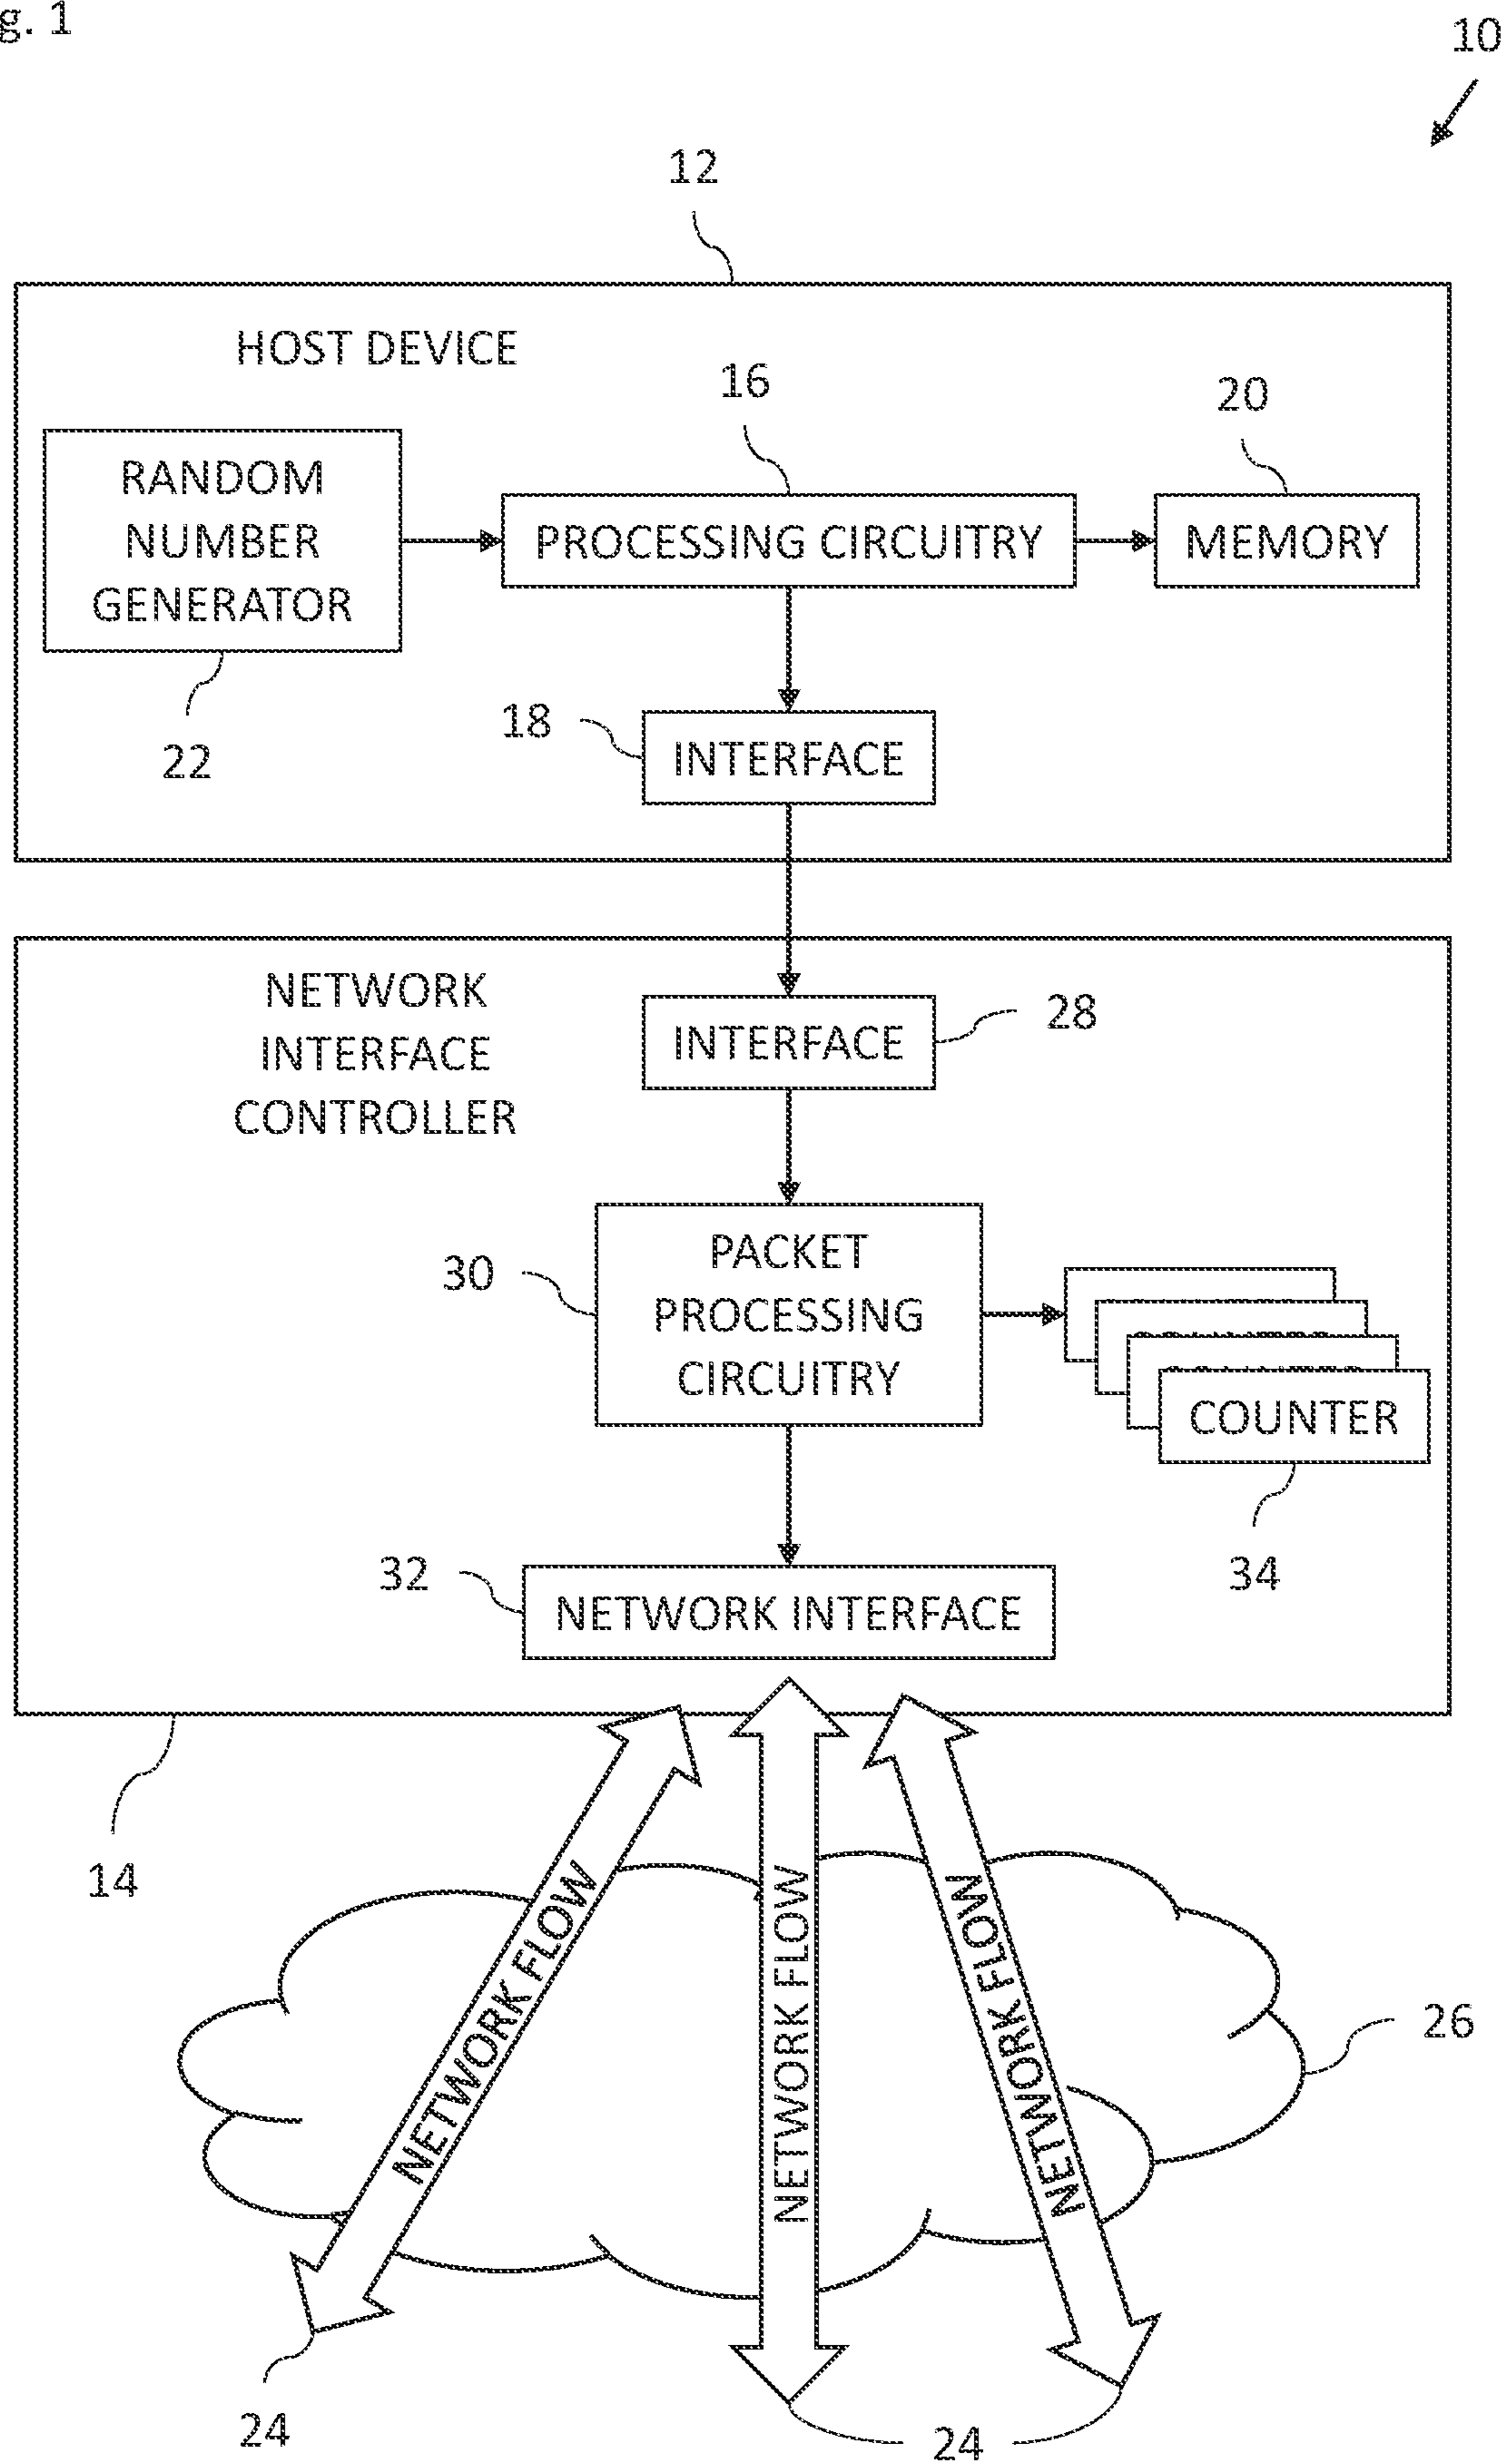 g. 1
10
12
HOST DEVICE
16
20
RANDOM
NUMBER
GENERATOR
PROCESSING CIRCUITRY
MEMORY
22
18
INTERFACE
NETWORK
INTERFACE
CONTROLLER
INTERFACE
28
30
PACKET
PROCESSING
CIRCUITRY
COUNTER
34
32
NETWORK INTERFACE
14
NETWORK FLOW
NETWORK FLOW
NETWORK FLOW
26
24
24